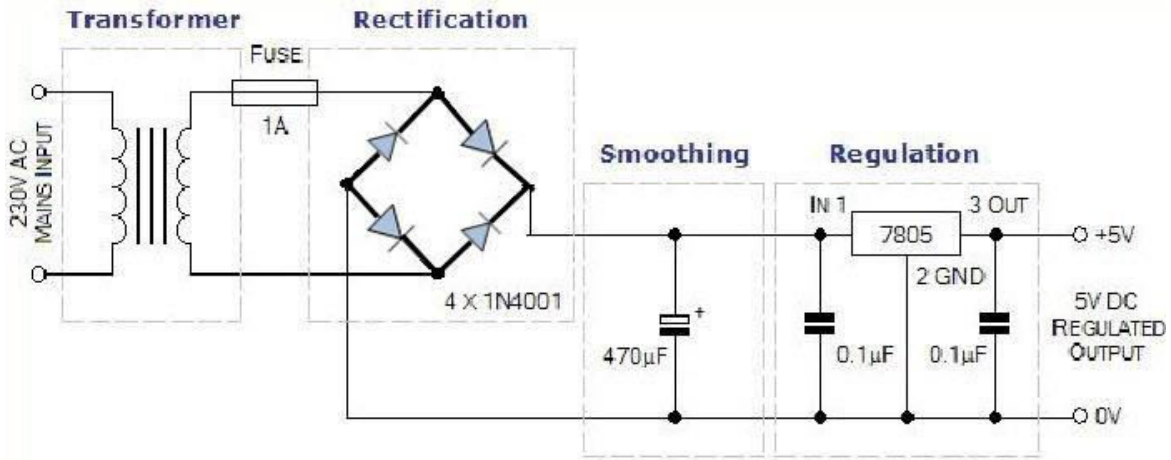 Transformer
Rectification
FUSE
1A
230V AC
MAINS INPUT
4 X 1N4001
Smoothing
Regulation
+
470µF
IN 1
3 OUT
7805
2 GND
0.1µF
0.1µF
+5V
5V DC
REGULATED
OUTPUT
0V